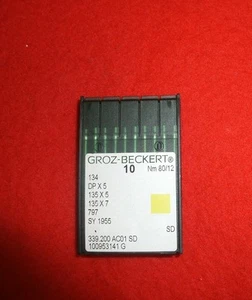 GROZ-BECKERT®
10 Nm 80/12
134
DP X 5
135 X 5
135 X 7
797
SY 1955
SD
339.200 AC01 SD
100953141 G